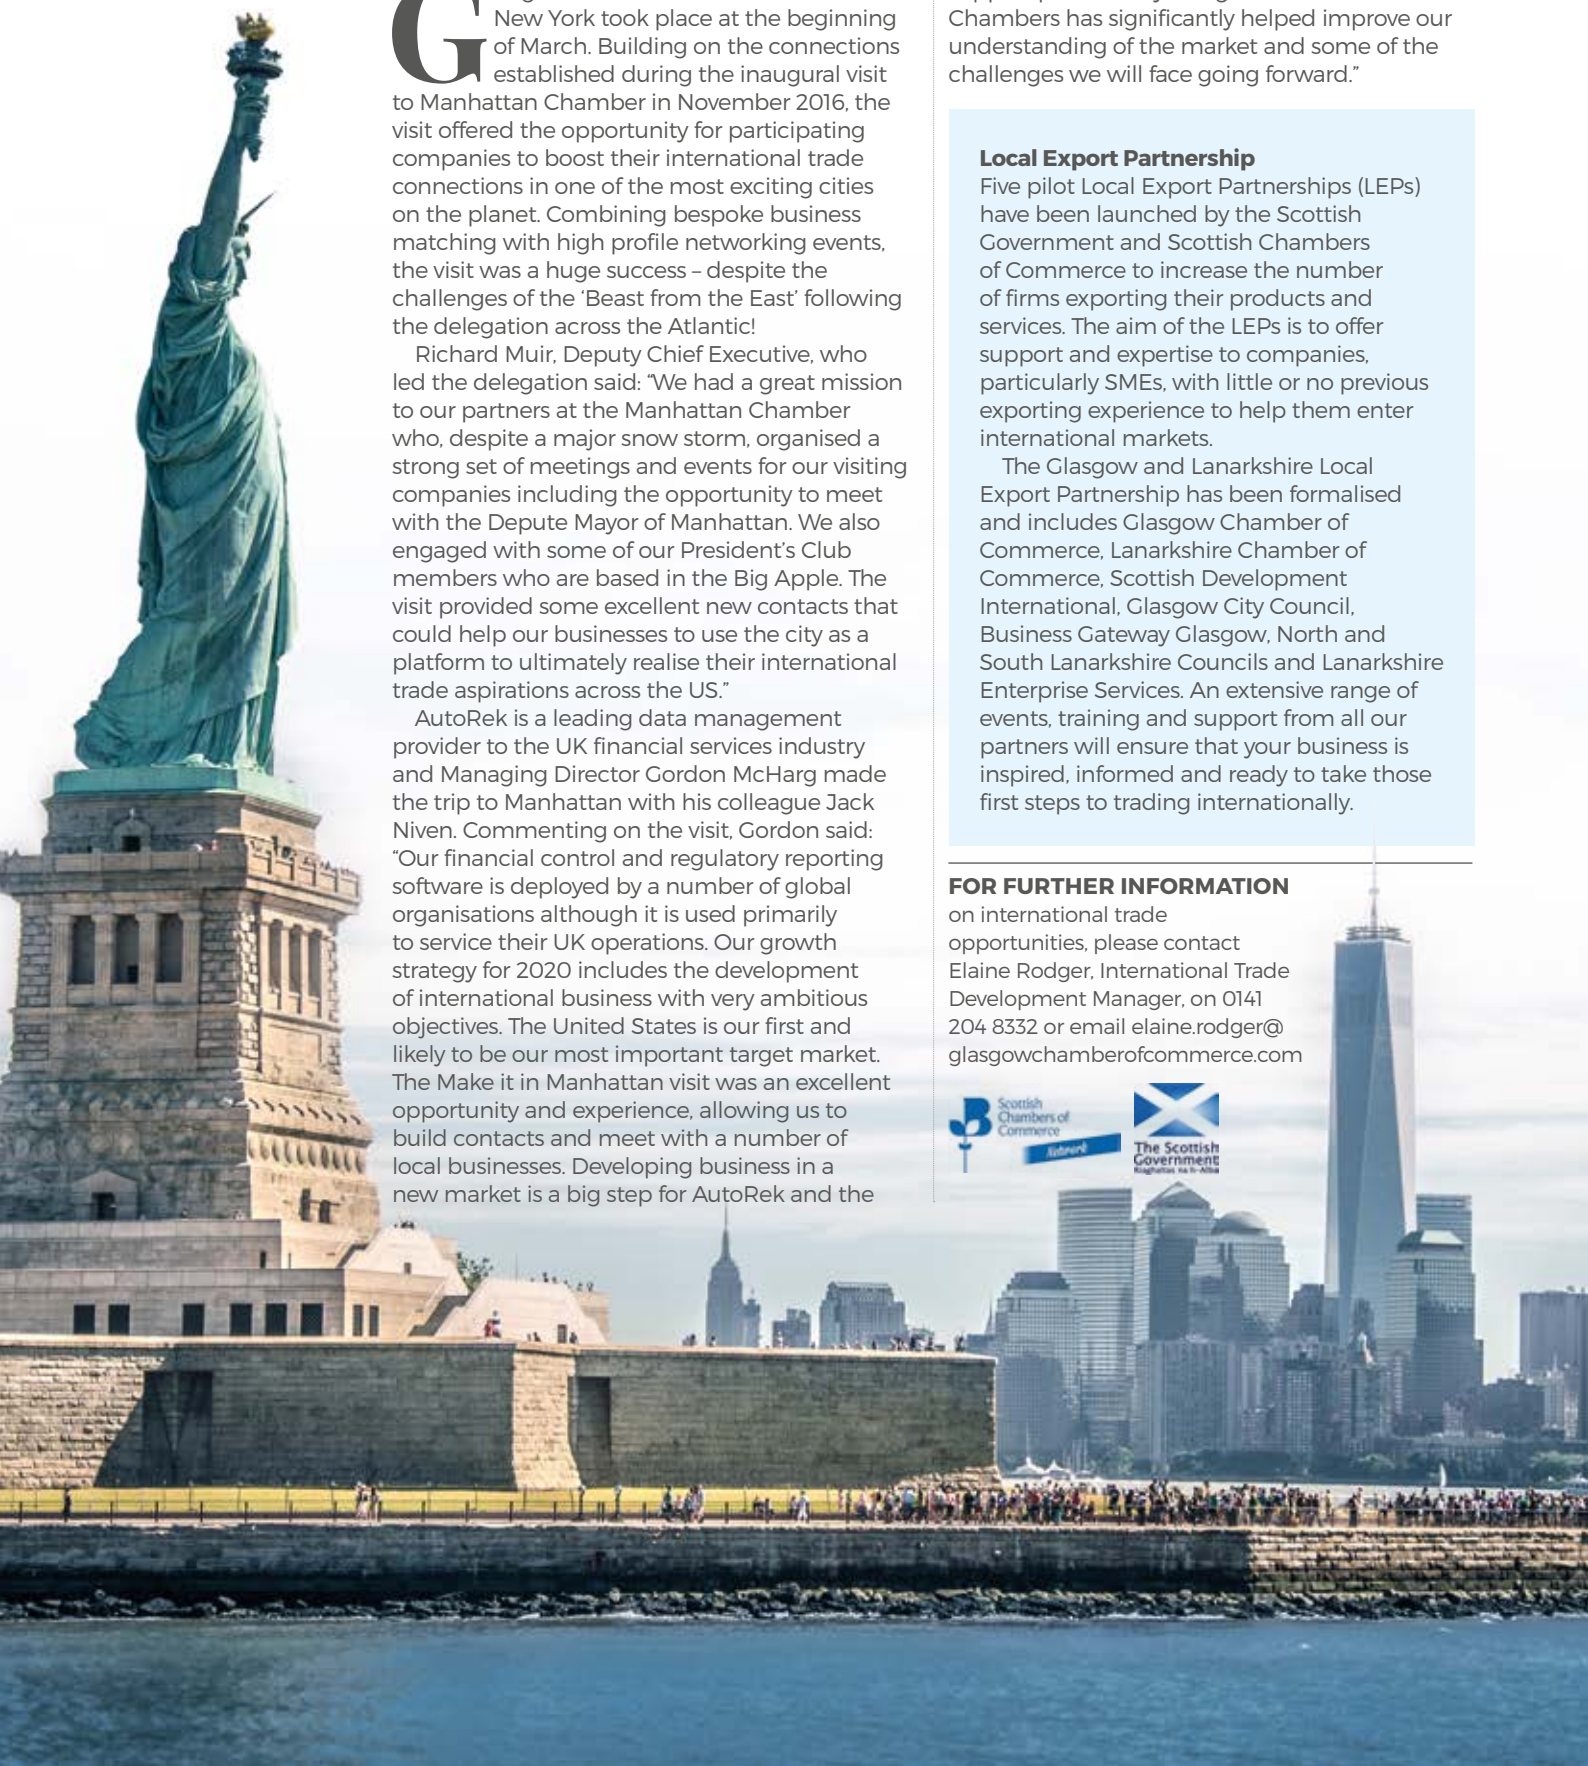 G
New York took place at the beginning
of March. Building on the connections
established during the inaugural visit
to Manhattan Chamber in November 2016, the
visit offered the opportunity for participating
companies to boost their international trade
connections in one of the most exciting cities
on the planet. Combining bespoke business
matching with high profile networking events,
the visit was a huge success – despite the
challenges of the ‘Beast from the East’ following
the delegation across the Atlantic!
Richard Muir, Deputy Chief Executive, who
led the delegation said: “We had a great mission
to our partners at the Manhattan Chamber
who, despite a major snow storm, organised a
strong set of meetings and events for our visiting
companies including the opportunity to meet
with the Depute Mayor of Manhattan. We also
engaged with some of our President’s Club
members who are based in the Big Apple. The
visit provided some excellent new contacts that
could help our businesses to use the city as a
platform to ultimately realise their international
trade aspirations across the US.”
AutoRek is a leading data management
provider to the UK financial services industry
and Managing Director Gordon McHarg made
the trip to Manhattan with his colleague Jack
Niven. Commenting on the visit, Gordon said:
“Our financial control and regulatory reporting
software is deployed by a number of global
organisations although it is used primarily
to service their UK operations. Our growth
strategy for 2020 includes the development
of international business with very ambitious
objectives. The United States is our first and
likely to be our most important target market.
The Make it in Manhattan visit was an excellent
opportunity and experience, allowing us to
build contacts and meet with a number of
local businesses. Developing business in a
new market is a big step for AutoRek and the
Chambers has significantly helped improve our
understanding of the market and some of the
challenges we will face going forward.”
Local Export Partnership
Five pilot Local Export Partnerships (LEPs)
have been launched by the Scottish
Government and Scottish Chambers
of Commerce to increase the number
of firms exporting their products and
services. The aim of the LEPs is to offer
support and expertise to companies,
particularly SMEs, with little or no previous
exporting experience to help them enter
international markets.
The Glasgow and Lanarkshire Local
Export Partnership has been formalised
and includes Glasgow Chamber of
Commerce, Lanarkshire Chamber of
Commerce, Scottish Development
International, Glasgow City Council,
Business Gateway Glasgow, North and
South Lanarkshire Councils and Lanarkshire
Enterprise Services. An extensive range of
events, training and support from all our
partners will ensure that your business is
inspired, informed and ready to take those
first steps to trading internationally.
FOR FURTHER INFORMATION
on international trade
opportunities, please contact
Elaine Rodger, International Trade
Development Manager, on 0141
204 8332 or email elaine.rodger@
glasgowchamberofcommerce.com
Scottish
Chambers of
Commerce
Network
The Scottish
Government
Riaghaltas na h-Alba